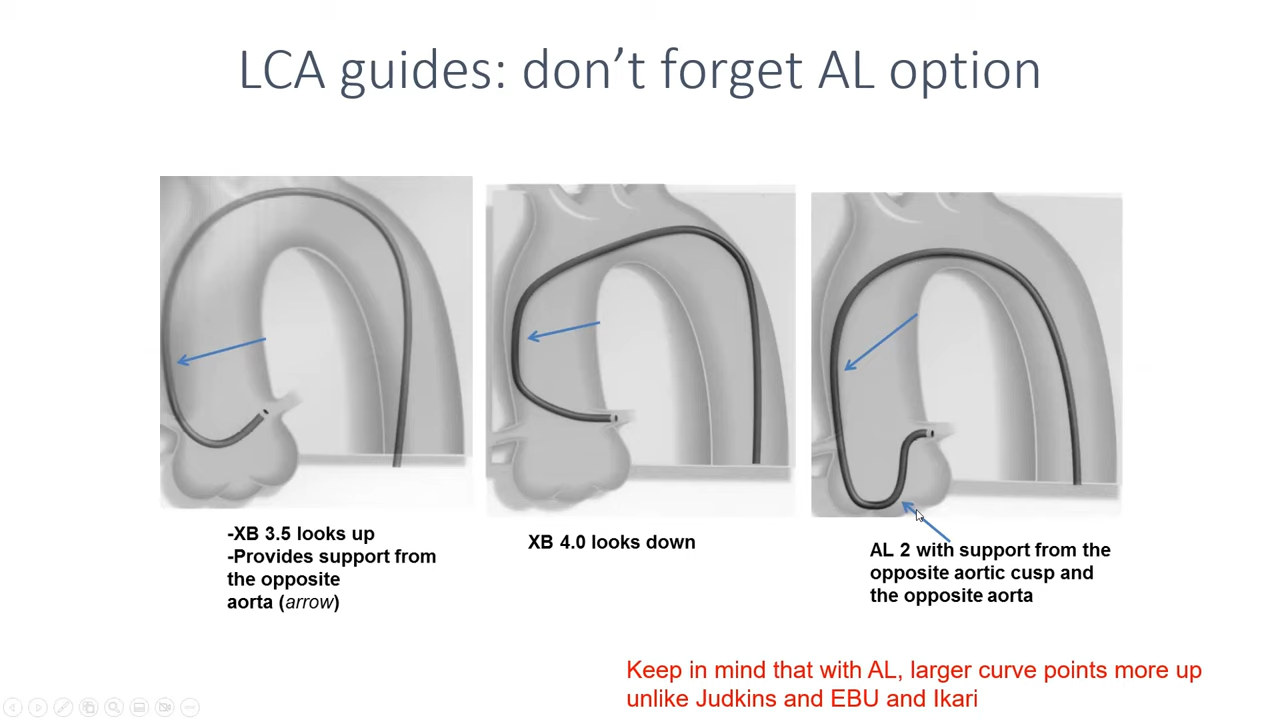 LCA guides: don’t forget AL option
-XB 3.5 looks up
-Provides support from
the opposite
aorta (arrow)
XB 4.0 looks down
AL 2 with support from the
opposite aortic cusp and
the opposite aorta
Keep in mind that with AL, larger curve points more up
unlike Judkins and EBU and Ikari